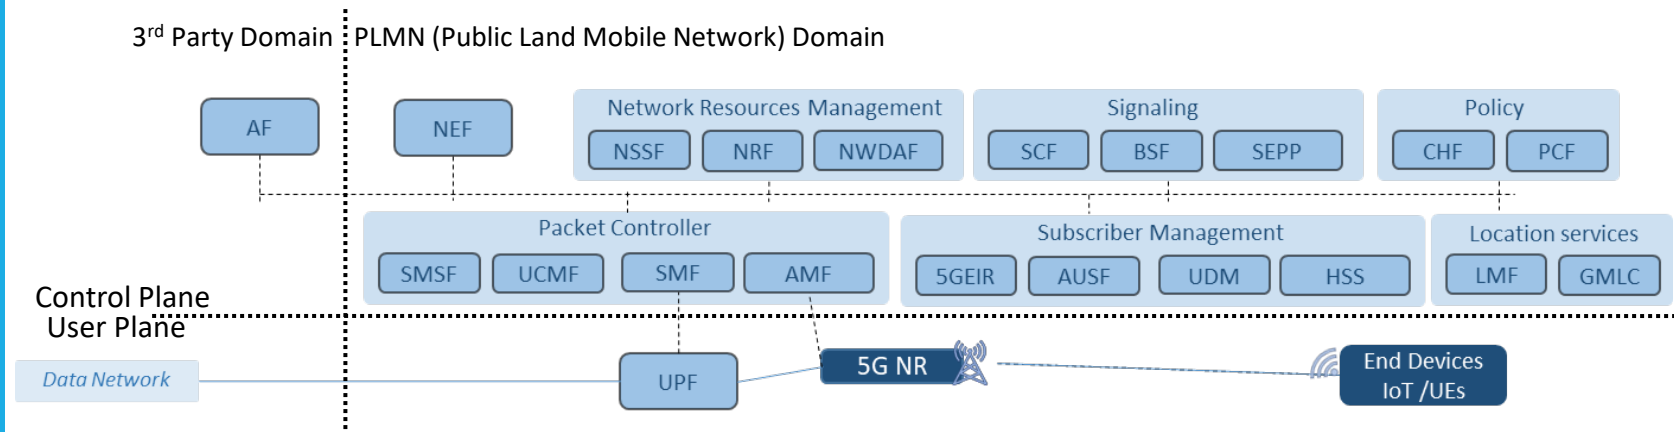 3rd Party Domain
PLMN (Public Land Mobile Network) Domain
AF
NEF
Network Resources Management
NSSF
NRF
NWDAF
Signaling
SCF
BSF
SEPP
Policy
CHF
PCF
Packet Controller
SMSF
UCMF
SMF
AMF
Subscriber Management
5GEIR
AUSF
UDM
HSS
Location services
LMF
GMLC
Control Plane
User Plane
Data Network
UPF
5G NR
End Devices
IoT /UEs